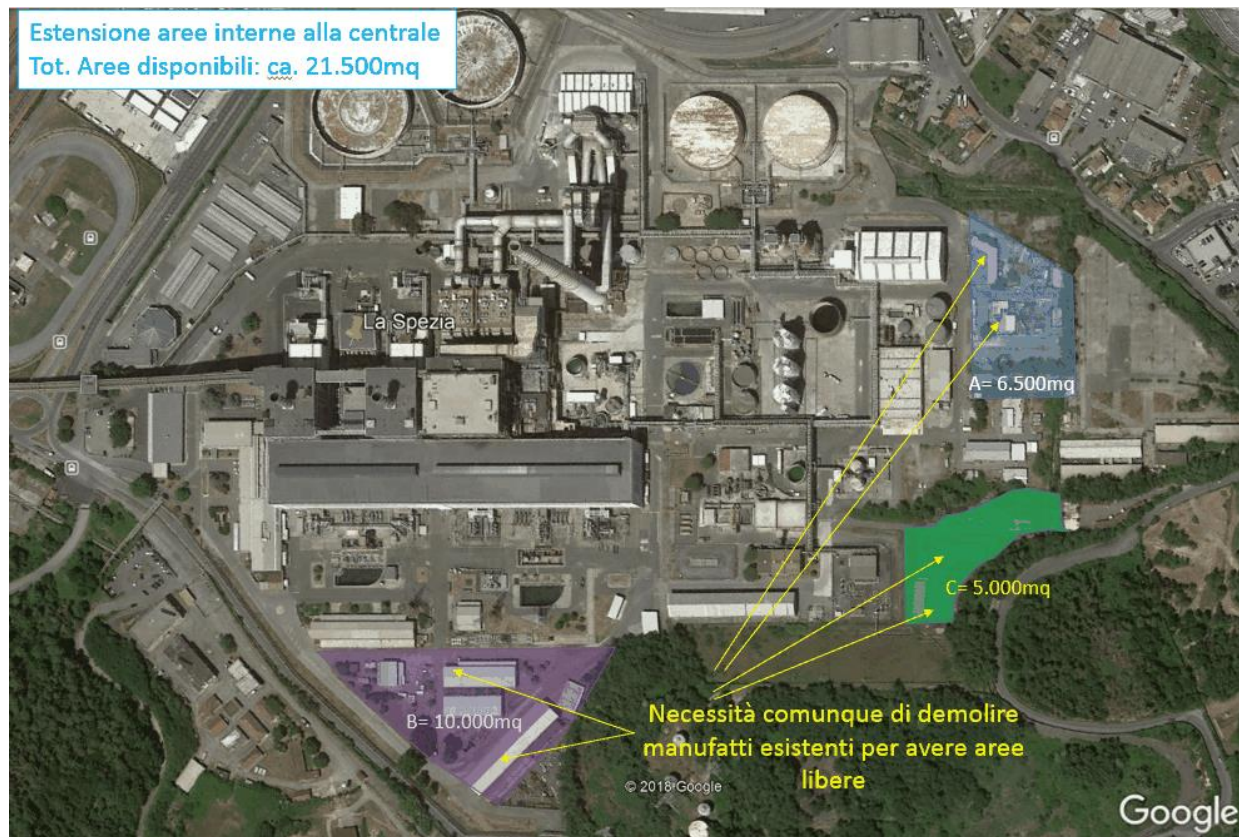 Estensione aree interne alla centrale
Tot. Aree disponibili: ca. 21.500mq
La Spezia
A= 6.500mq
C= 5.000mq
B= 10.000mq
Necessità comunque di demolire
manufatti esistenti per avere aree
libere
© 2018 Google
Google